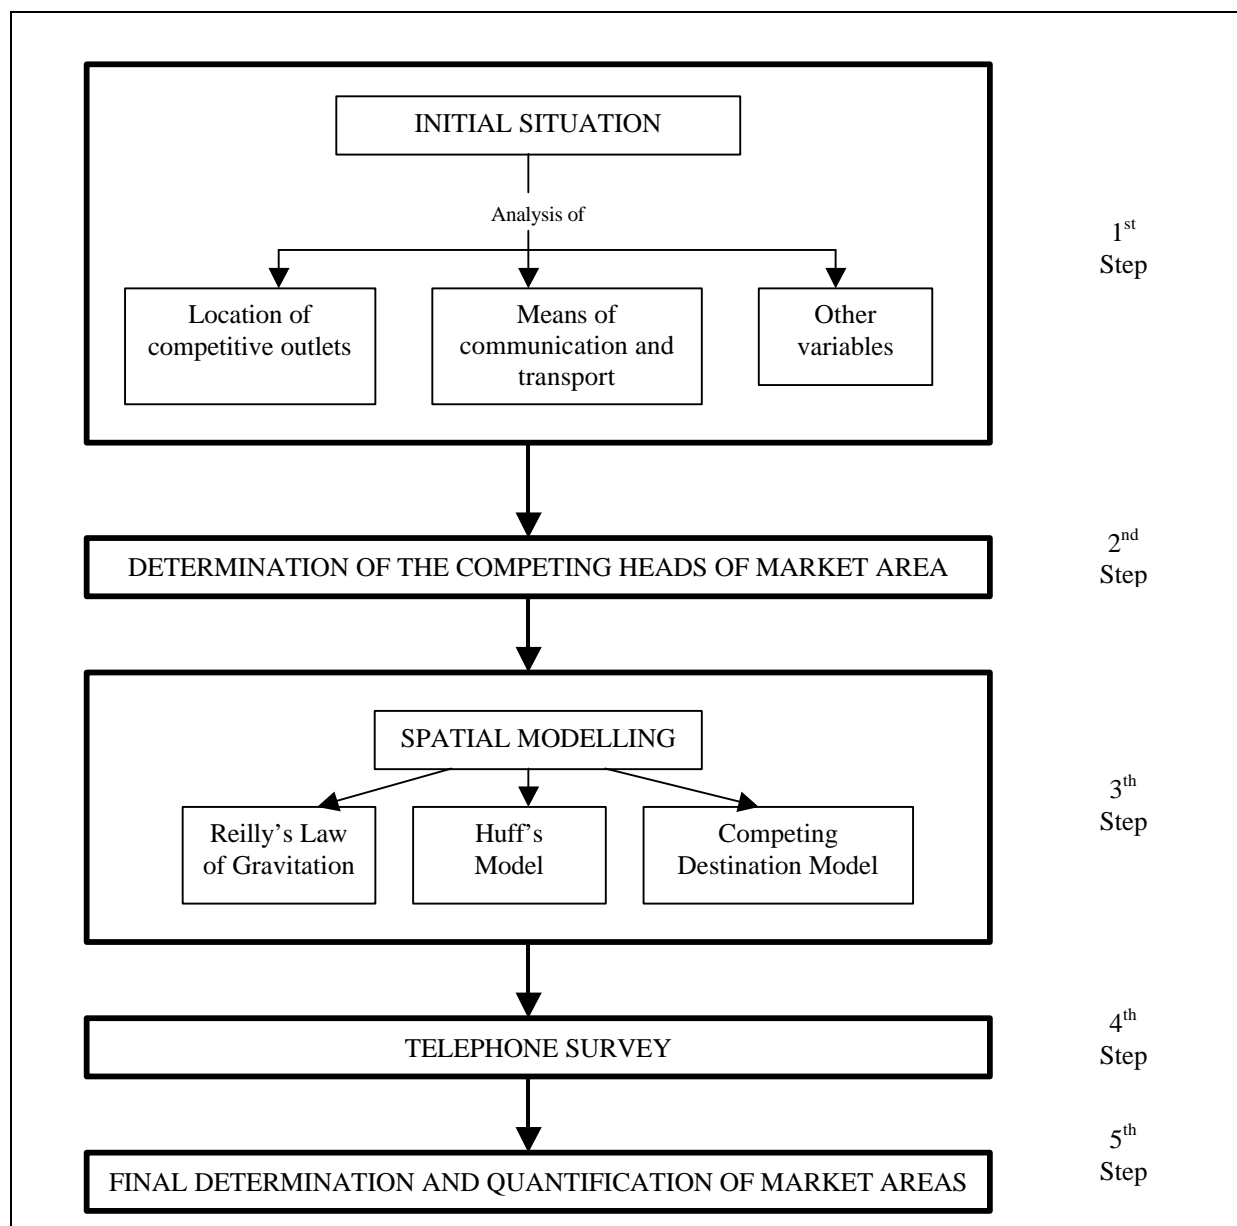 INITIAL SITUATION
Analysis of
Location of
competitive outlets
Means of
communication and
transport
Other
variables
1st
Step
DETERMINATION OF THE COMPETING HEADS OF MARKET AREA
2nd
Step
SPATIAL MODELLING
Reilly’s Law
of Gravitation
Huff’s
Model
Competing
Destination Model
3th
Step
TELEPHONE SURVEY
4th
Step
FINAL DETERMINATION AND QUANTIFICATION OF MARKET AREAS
5th
Step